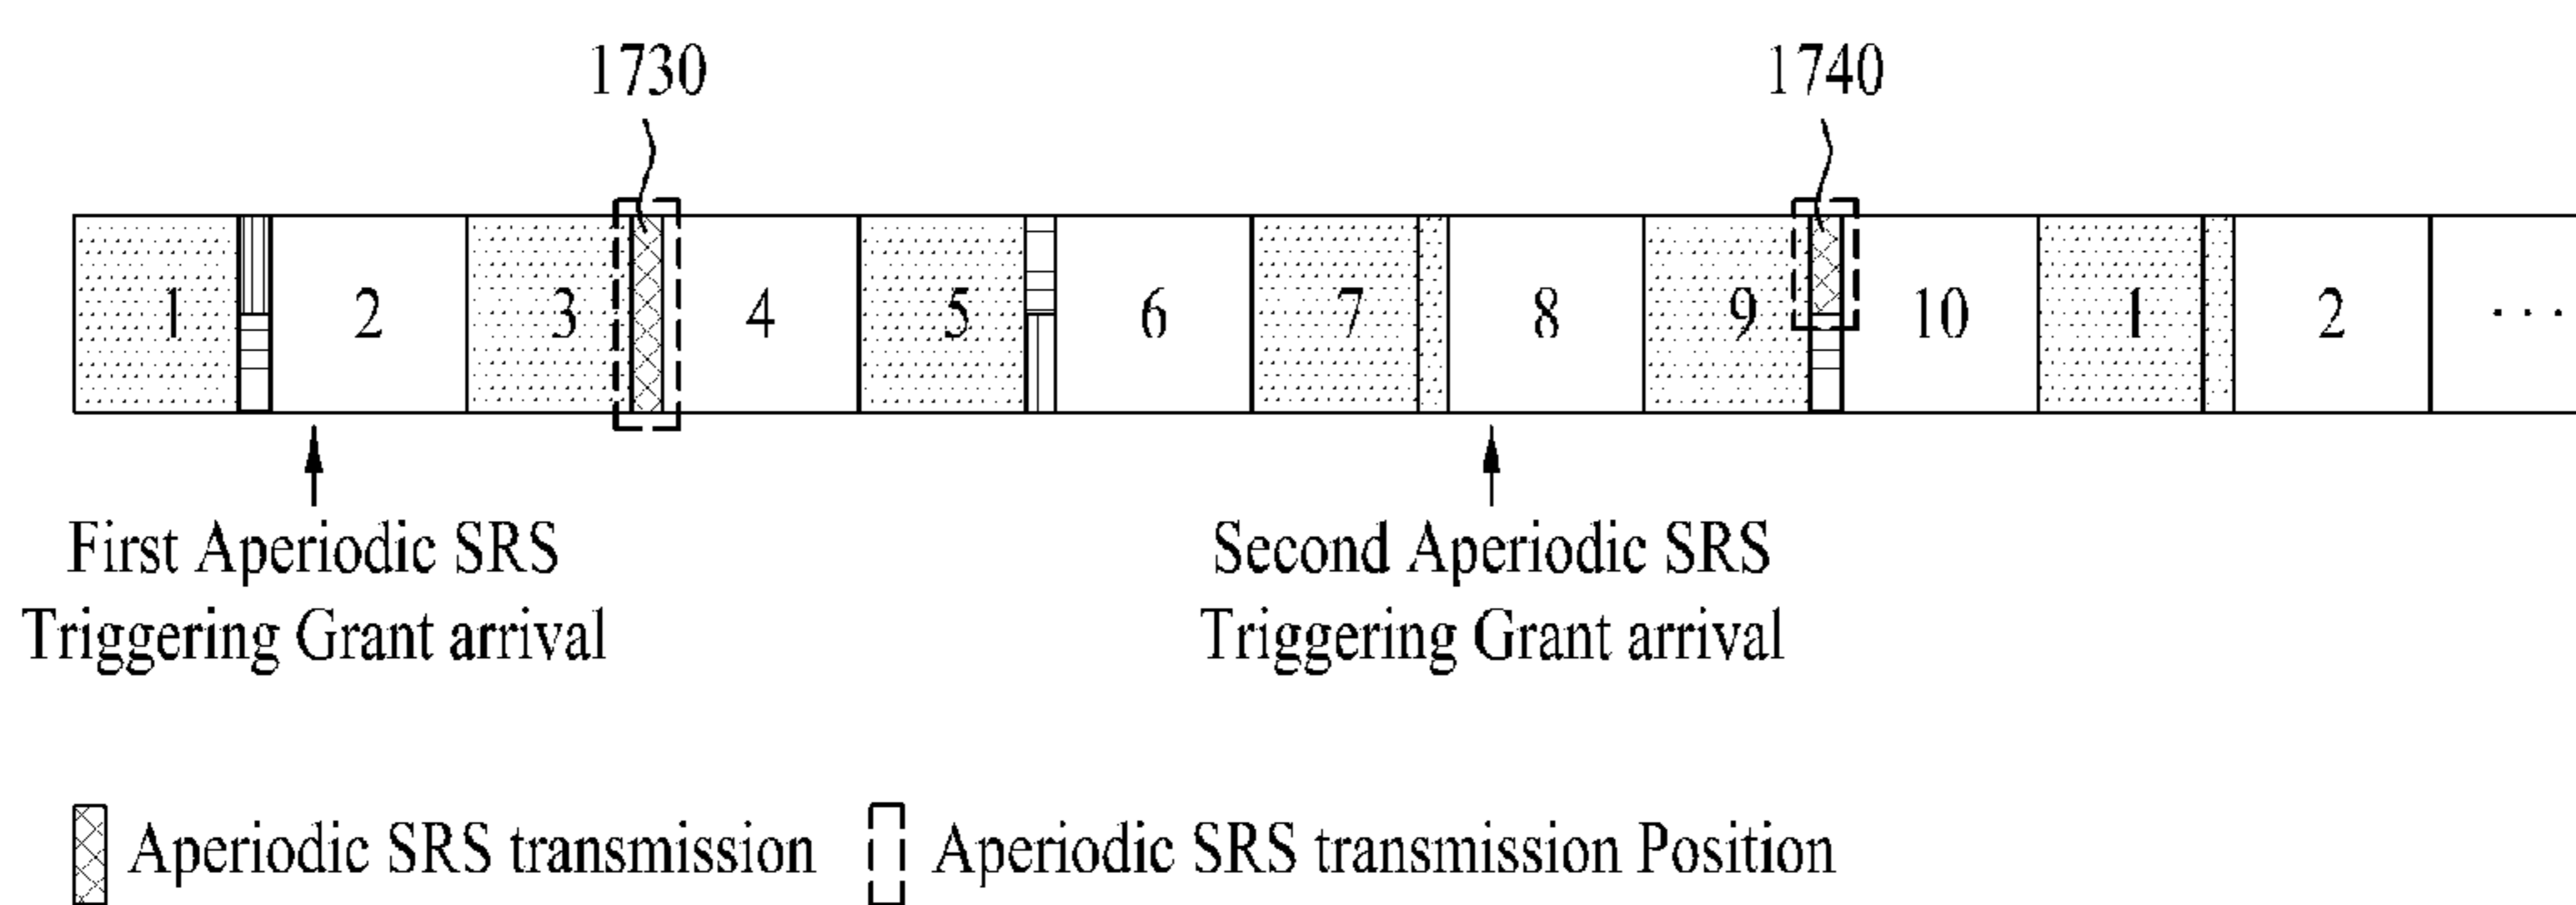 1730 1740
1 2 3 4 5 6 7 8 9 10 1 2 ...
First Aperiodic SRS
Triggering Grant arrival
Second Aperiodic SRS
Triggering Grant arrival
Aperiodic SRS transmission Aperiodic SRS transmission Position